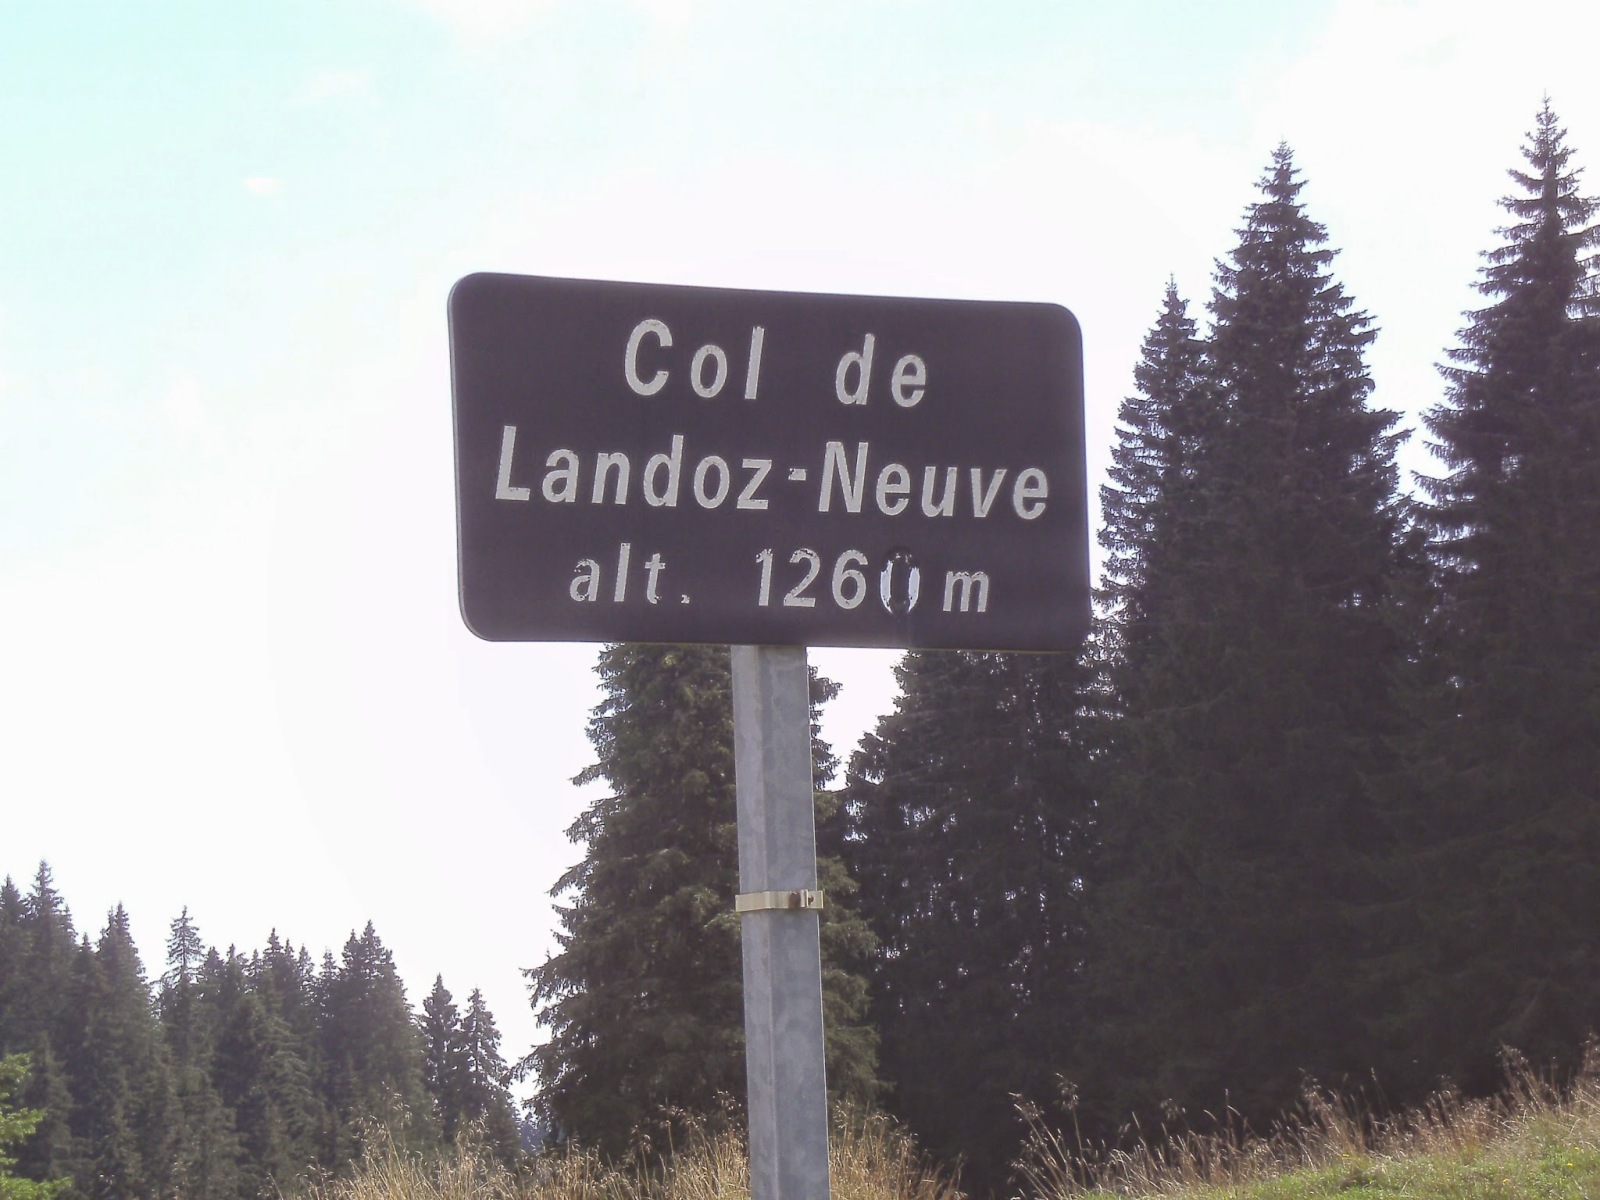 Col de
Landoz-Neuve
alt. 1260 m